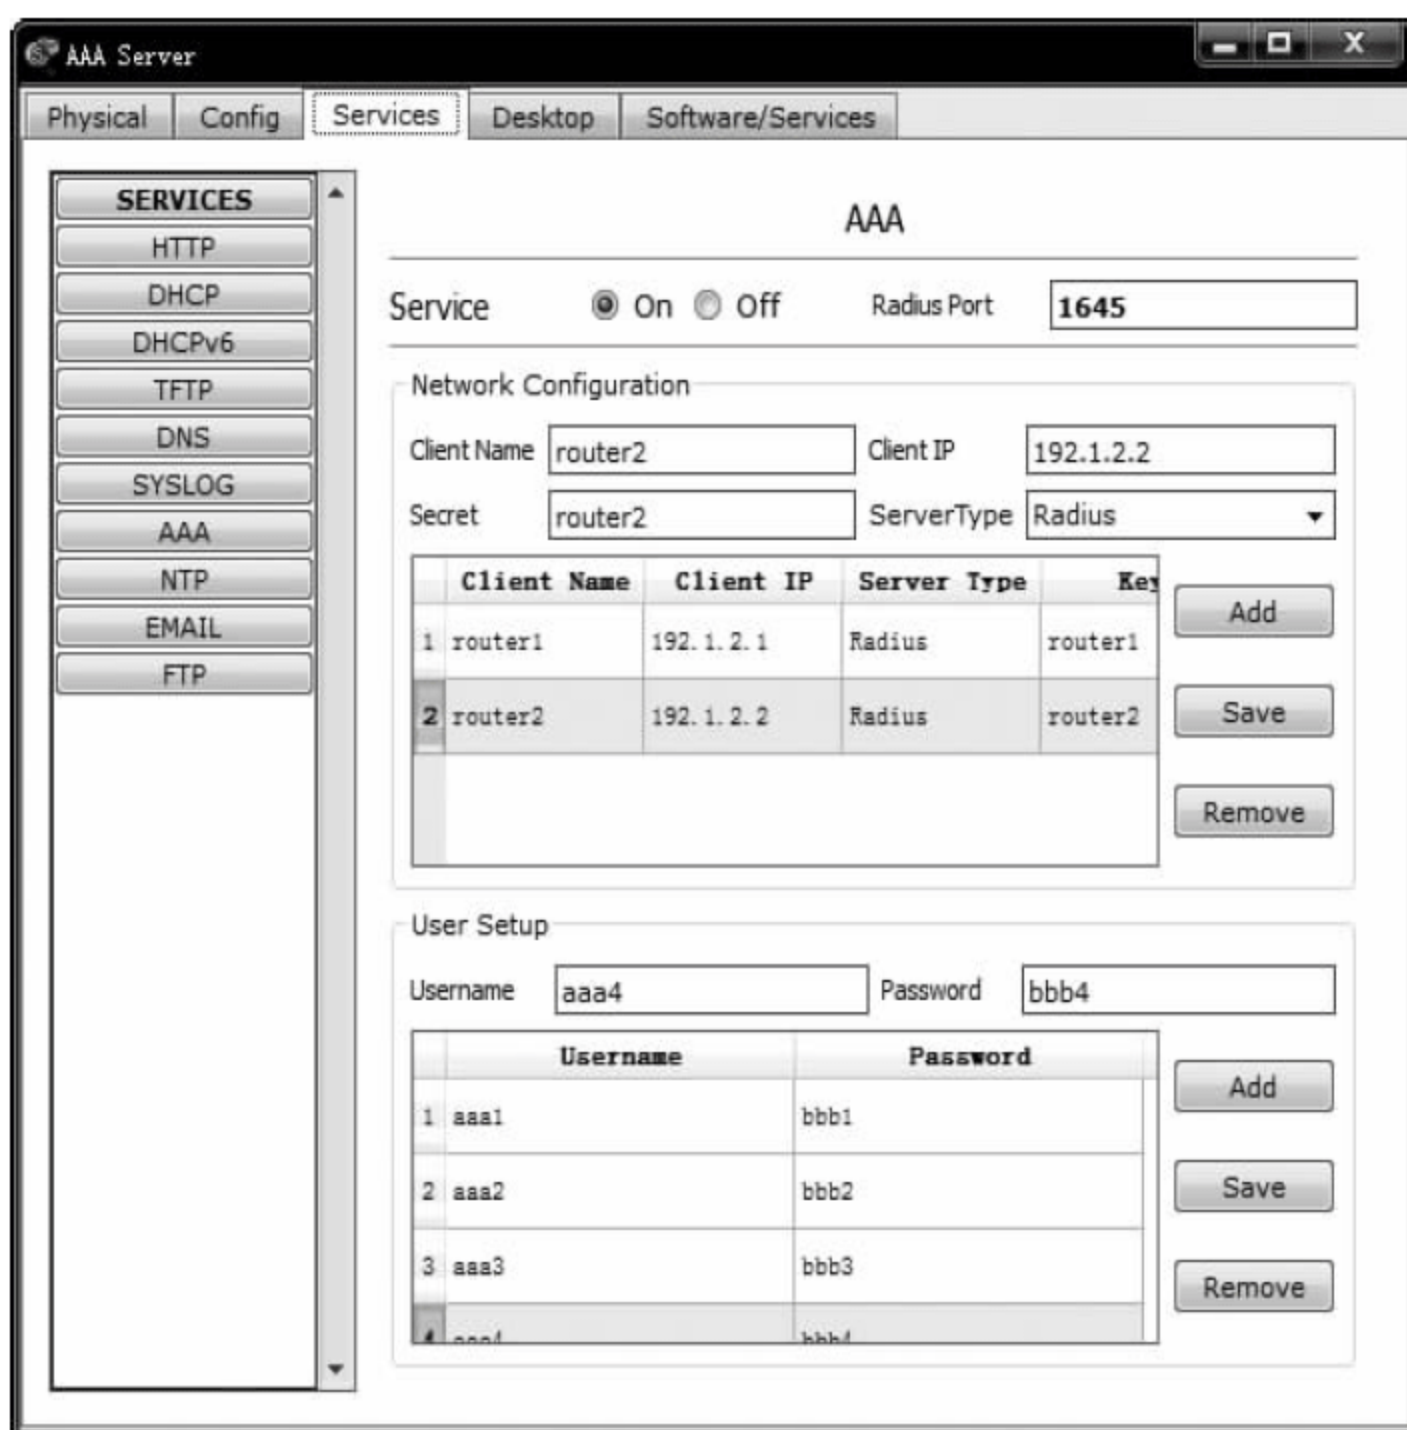 AAA Server
Physical Config Services Desktop Software/Services
SERVICES
HTTP
DHCP
DHCPv6
TFTP
DNS
SYSLOG
AAA
NTP
EMAIL
FTP
AAA
Service On Off Radius Port 1645
Network Configuration
Client Name router2 Client IP 192.1.2.2
Secret router2 ServerType Radius
Client Name Client IP Server Type Key
1 router1 192.1.2.1 Radius router1
2 router2 192.1.2.2 Radius router2
Add
Save
Remove
User Setup
Username aaa4 Password bbb4
Username Password
1 aaa1 bbb1
2 aaa2 bbb2
3 aaa3 bbb3
4 aaa4 bbb4
Add
Save
Remove